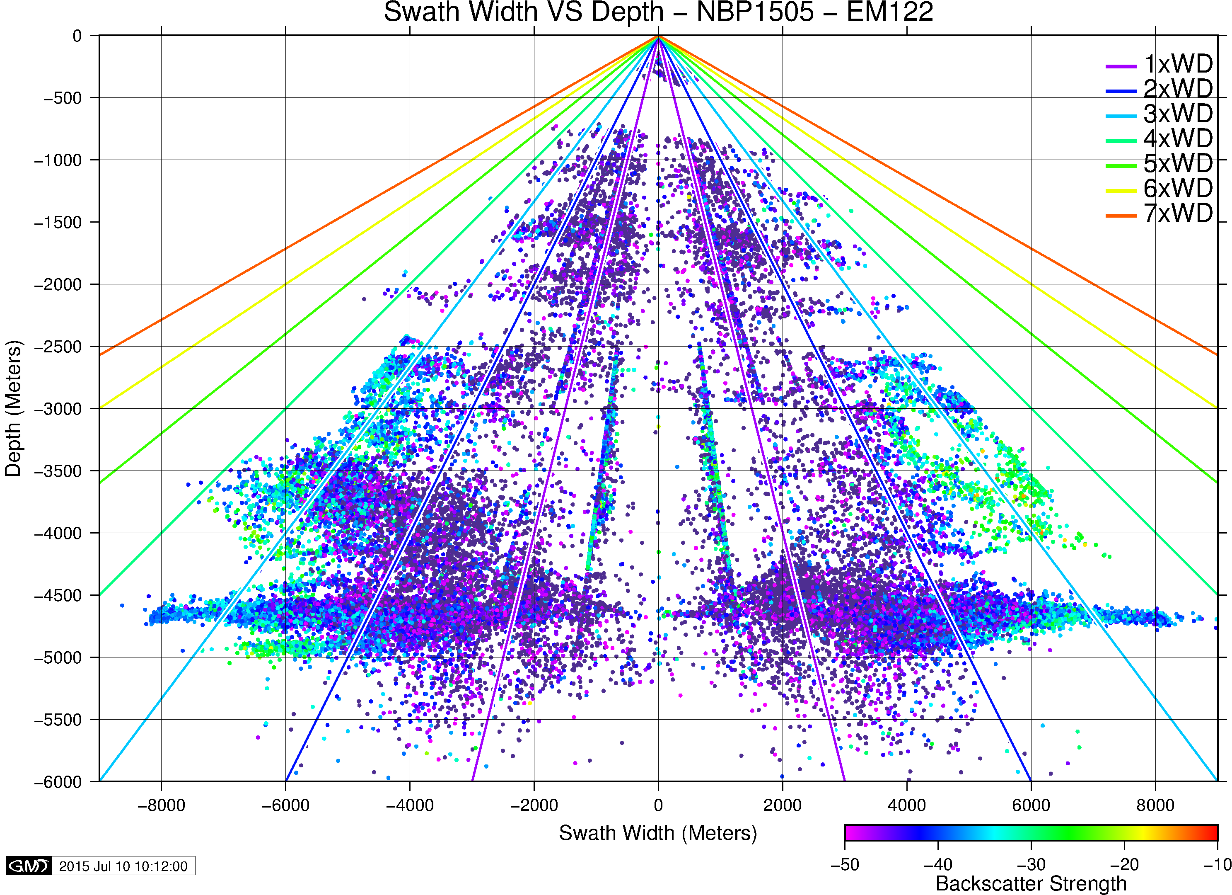 Swath Width VS Depth – NBP1505 – EM122
0
−500
−1000
−1500
−2000
−2500
−3000
−3500
−4000
−4500
−5000
−5500
−6000
Depth (Meters)
1xWD
2xWD
3xWD
4xWD
5xWD
6xWD
7xWD
−8000 −6000 −4000 −2000 0 2000 4000 6000 8000
Swath Width (Meters)
−50 −40 −30 −20 −10
Backscatter Strength
GMT 2015 Jul 10 10:12:00